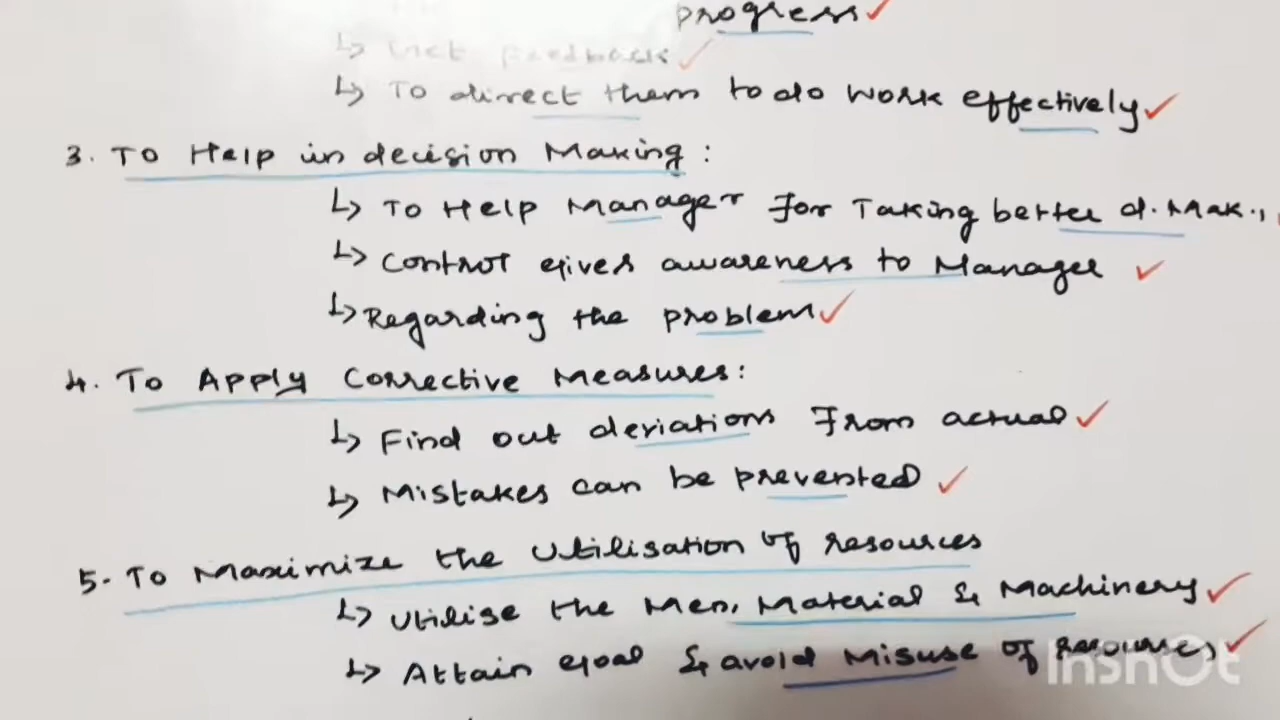 progress
↳ Get feedback
↳ To direct them to do work effectively
3. To Help in decision Making:
↳ To Help Manager for Taking better d. Mak.,
↳ Control gives awareness to Manager
↳ Regarding the problem
4. To Apply Corrective Measures:
↳ Find out deviations from actual
↳ Mistakes can be prevented
5. To Maximize the Utilisation of resources
↳ Utilise the Men, Material & Machinery
↳ Attain goal & avoid Misuse of resources,
InShOt